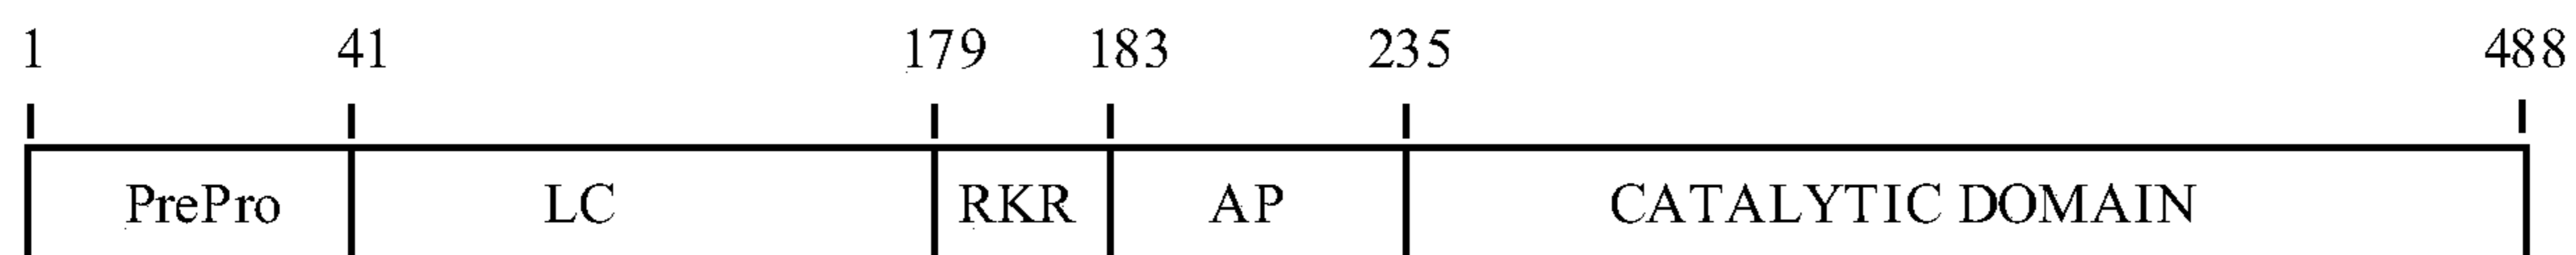 1 41 179 183 235 488
PrePro LC RKR AP CATALYTIC DOMAIN